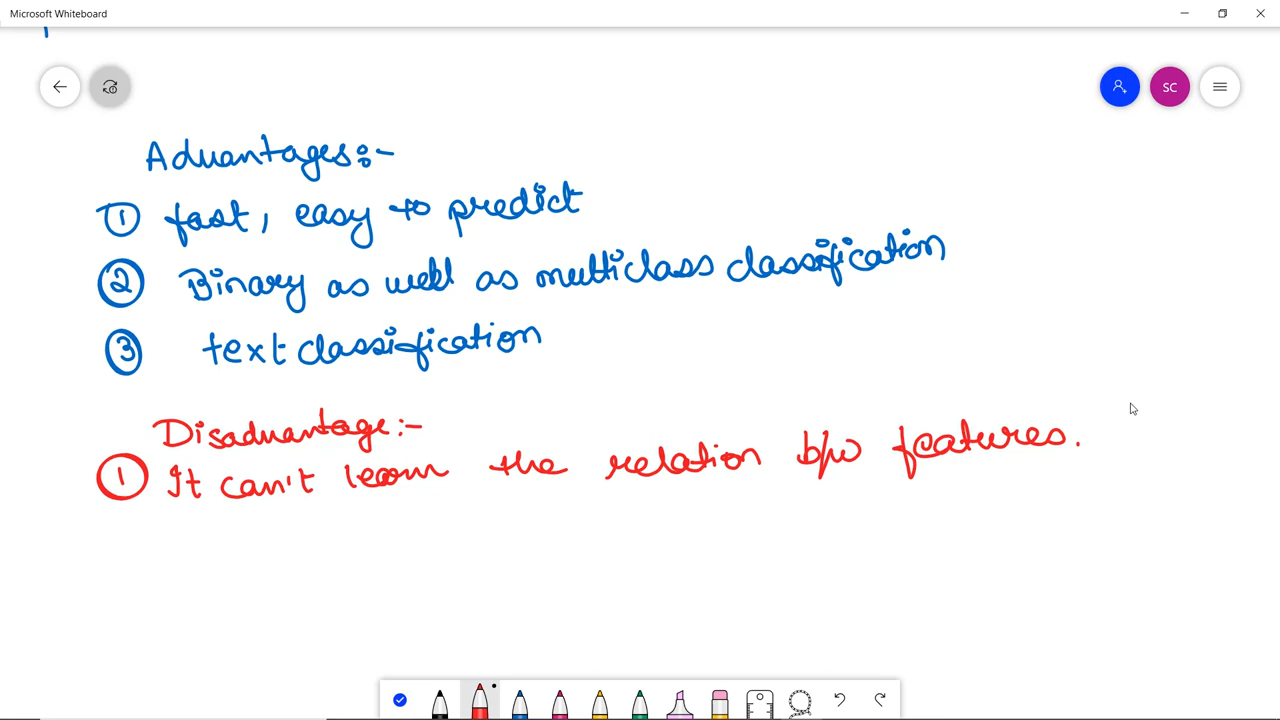 Microsoft Whiteboard
SC
Advantages:-
① fast, easy to predict
② Binary as well as multiclass classification
③ text classification
Disadvantage:-
① It can't learn the relation b/w features.